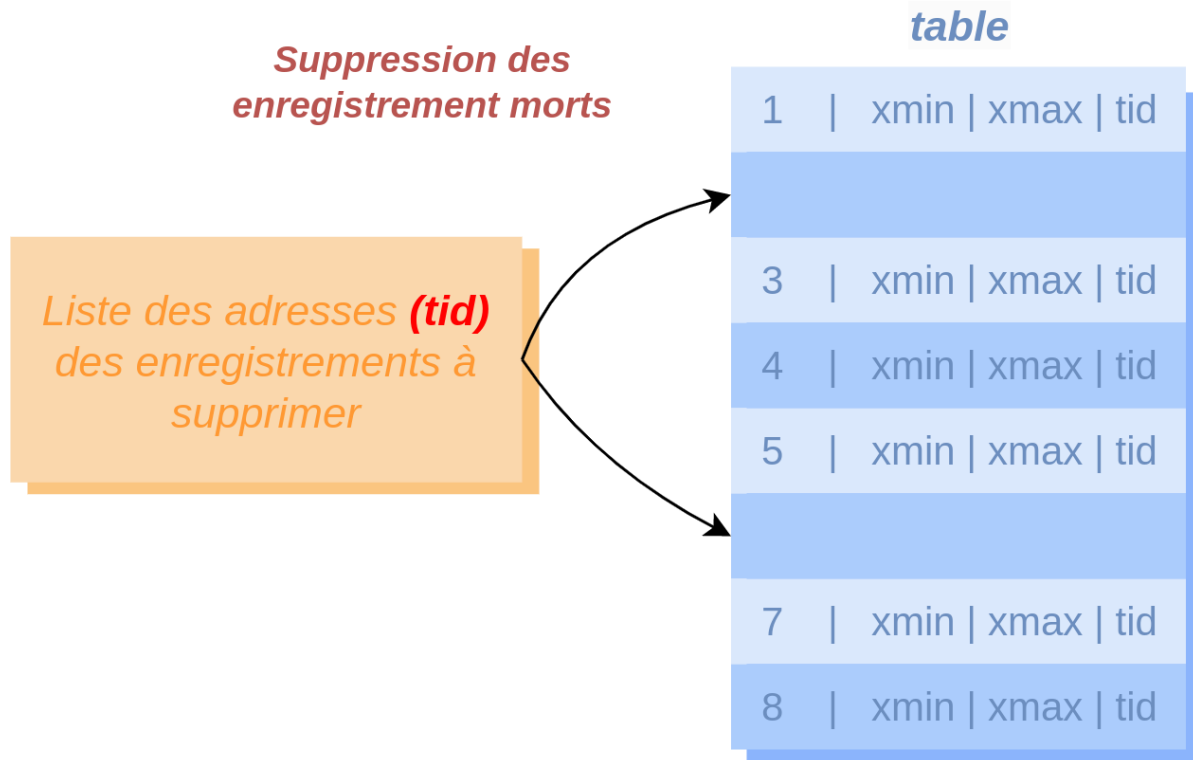 table
Suppression des
enregistrement morts
1 | xmin | xmax | tid
3 | xmin | xmax | tid
4 | xmin | xmax | tid
5 | xmin | xmax | tid
7 | xmin | xmax | tid
8 | xmin | xmax | tid
Liste des adresses (tid)
des enregistrements à
supprimer